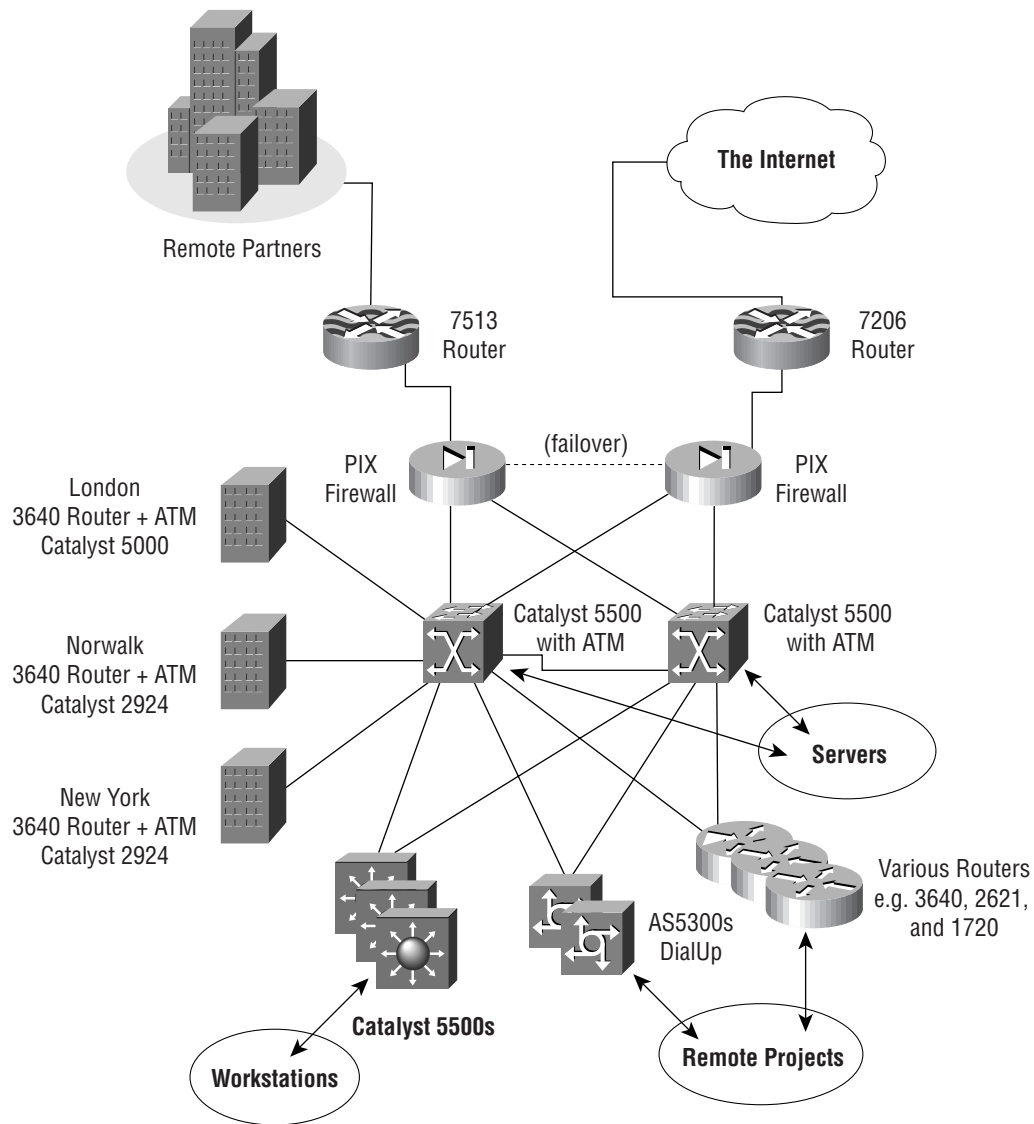 The Internet
Remote Partners
7513
Router
7206
Router
(failover)
PIX
Firewall
PIX
Firewall
London
3640 Router + ATM
Catalyst 5000
Catalyst 5500
with ATM
Catalyst 5500
with ATM
Norwalk
3640 Router + ATM
Catalyst 2924
Servers
New York
3640 Router + ATM
Catalyst 2924
Various Routers
e.g. 3640, 2621,
and 1720
AS5300s
DialUp
Catalyst 5500s
Remote Projects
Workstations